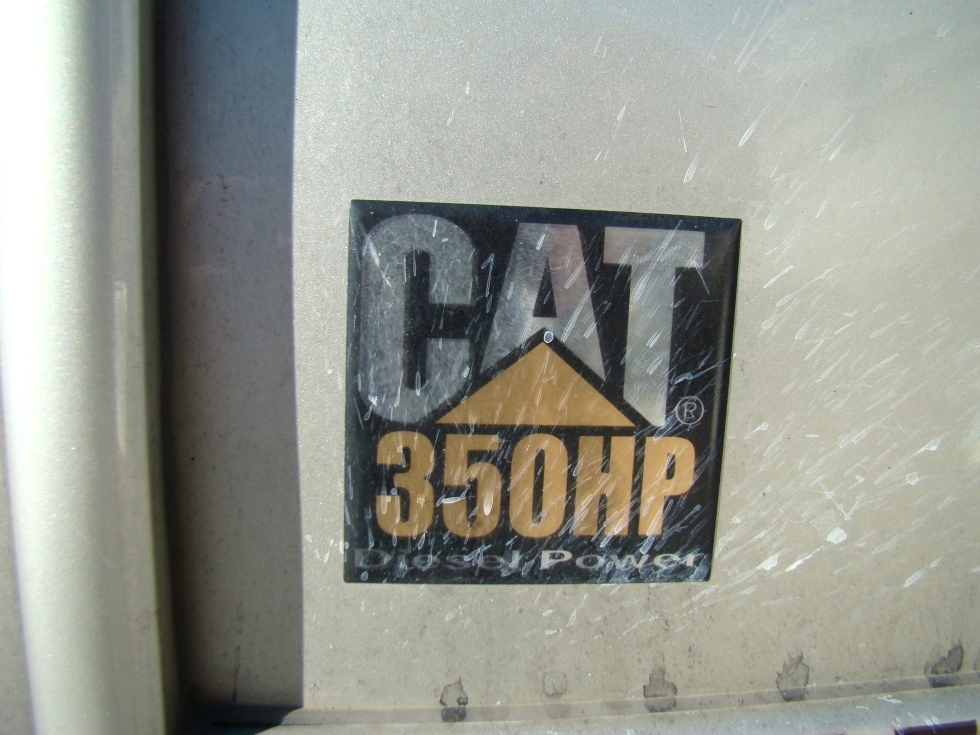 CAT®
350HP
Diesel Power